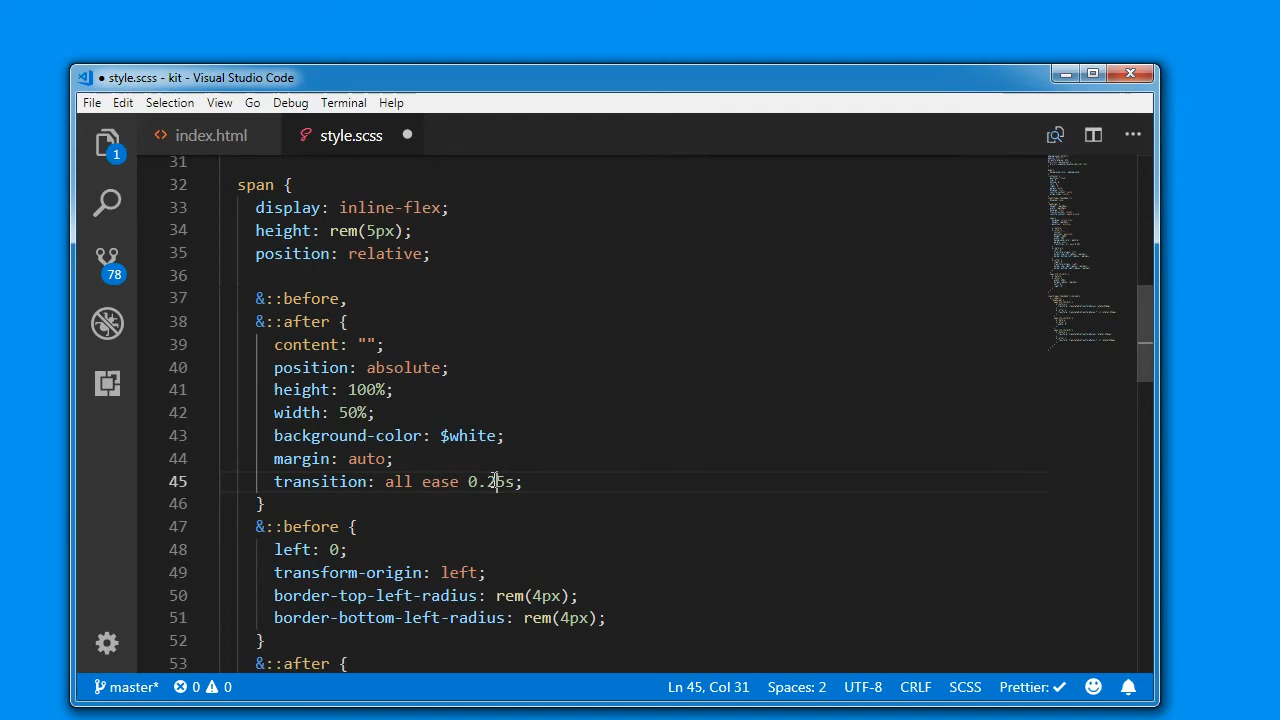 ● style.scss - kit - Visual Studio Code
File Edit Selection View Go Debug Terminal Help
index.html style.scss
1
78
31
32 span {
33 display: inline-flex;
34 height: rem(5px);
35 position: relative;
36
37 &::before,
38 &::after {
39 content: "";
40 position: absolute;
41 height: 100%;
42 width: 50%;
43 background-color: $white;
44 margin: auto;
45 transition: all ease 0.25s;
46 }
47 &::before {
48 left: 0;
49 transform-origin: left;
50 border-top-left-radius: rem(4px);
51 border-bottom-left-radius: rem(4px);
52 }
53 &::after {
master* 0 0 Ln 45, Col 31 Spaces: 2 UTF-8 CRLF SCSS Prettier: ✓